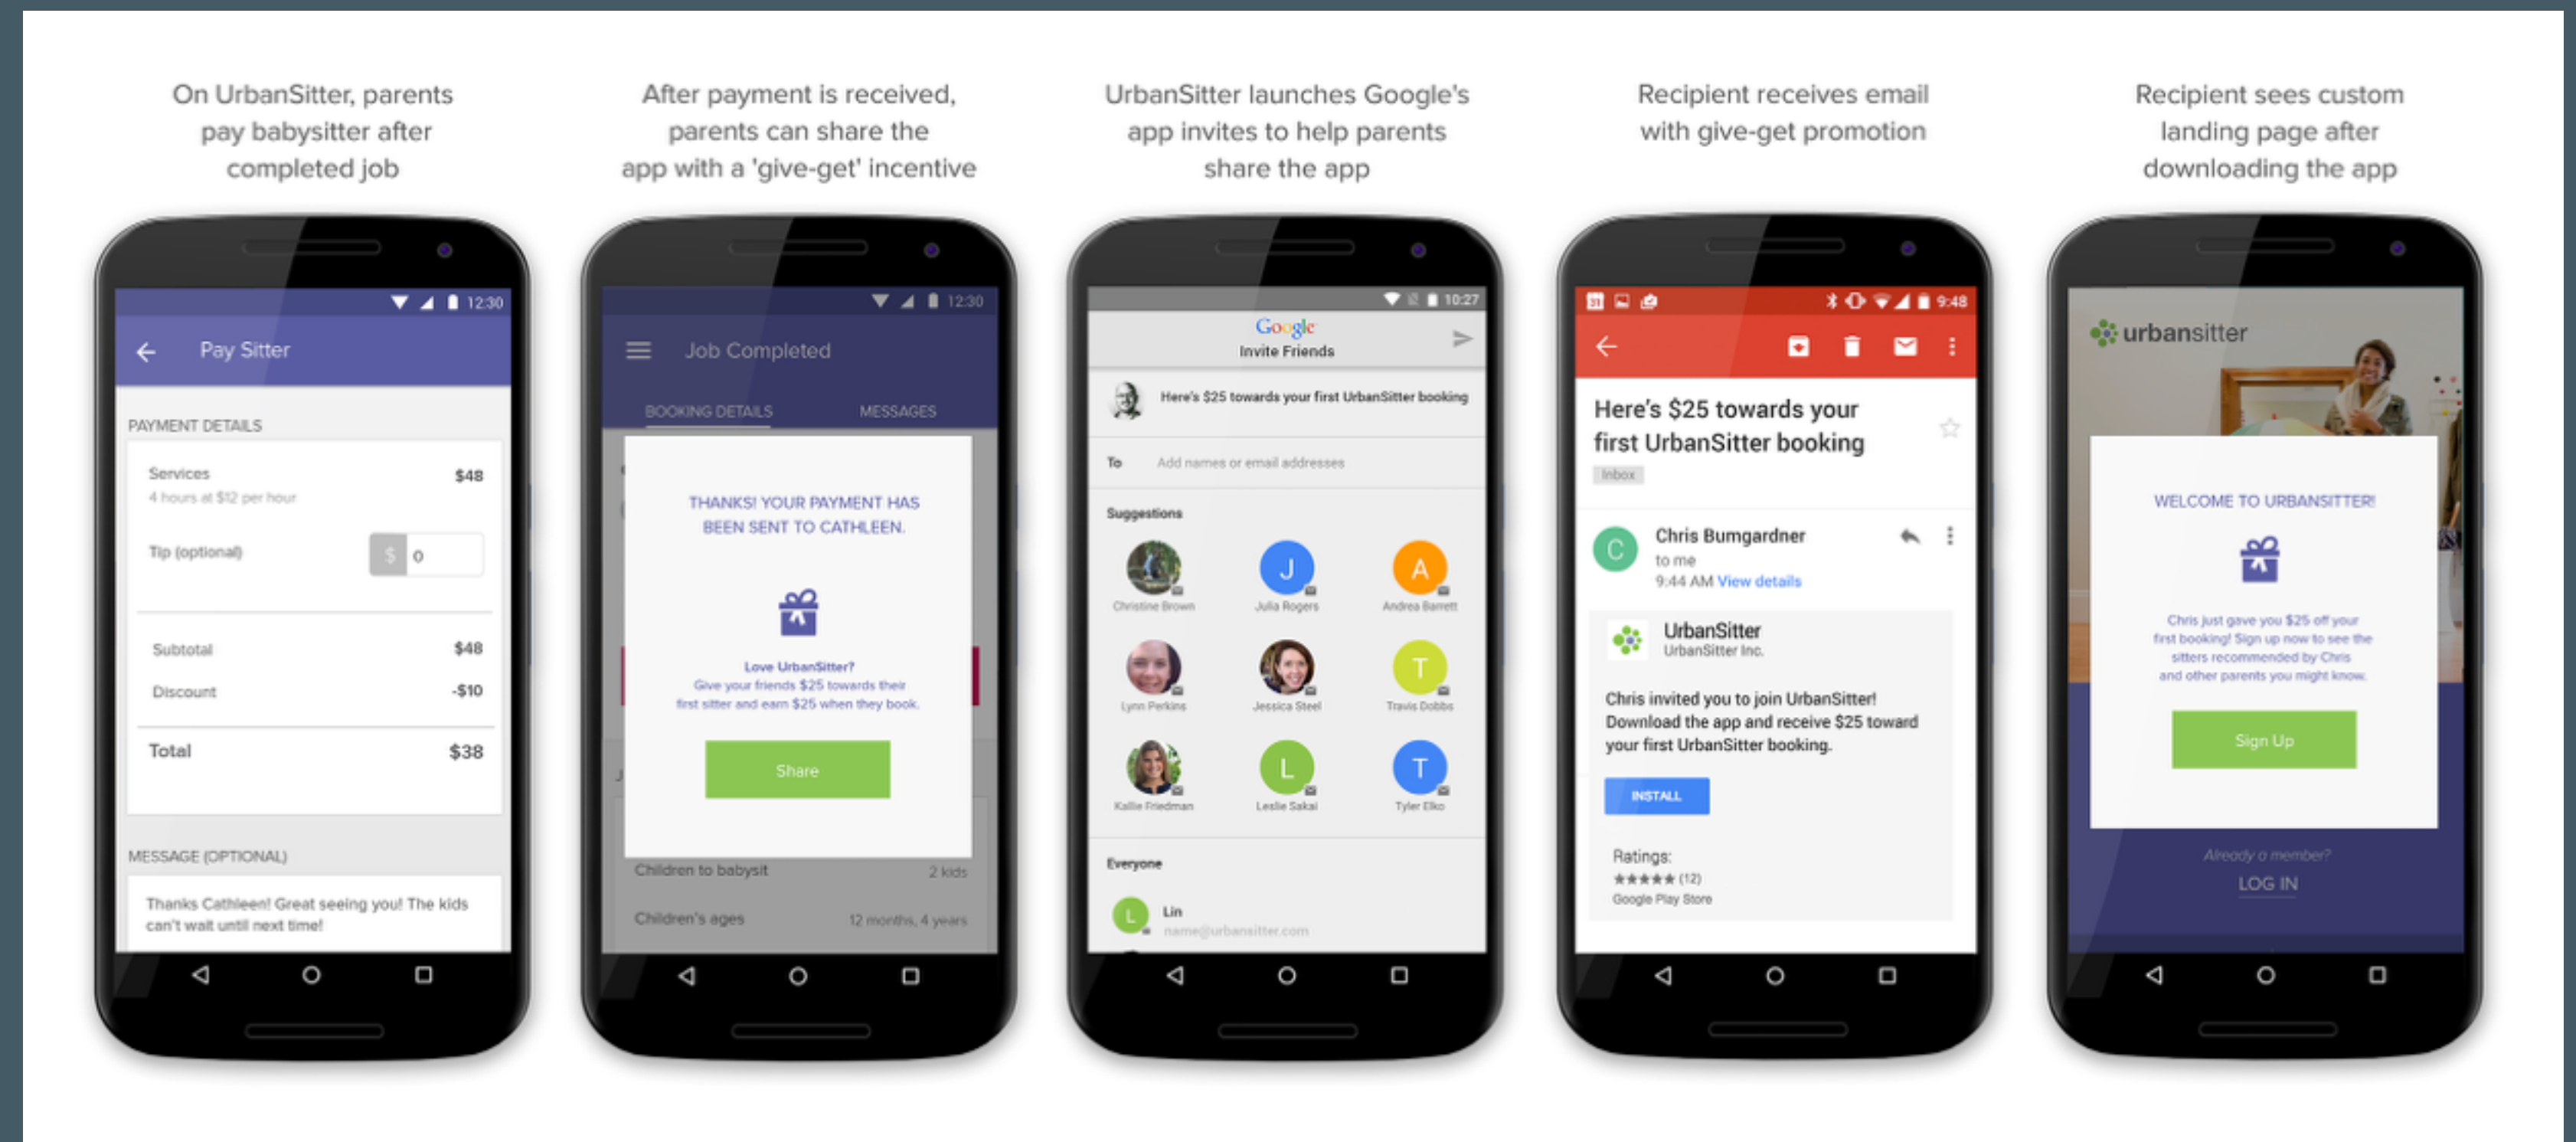 On UrbanSitter, parents
pay babysitter after
completed job
12:30
Pay Sitter
PAYMENT DETAILS
Services
$48
4 hours at $12 per hour
Tip (optional)
$ 0
Subtotal
$48
Discount
-$10
Total
$38
MESSAGE (OPTIONAL)
Thanks Cathleen! Great seeing you! The kids
can't wait until next time!
After payment is received,
parents can share the
app with a 'give-get' incentive
12:30
Job Completed
BOOKING DETAILS
MESSAGES
THANKS! YOUR PAYMENT HAS
BEEN SENT TO CATHLEEN.
Love UrbanSitter?
Give your friends $25 towards their
first sitter and earn $25 when they book.
Share
J
Children to babysit
2 kids
Children's ages
12 months, 4 years
UrbanSitter launches Google's
app invites to help parents
share the app
10:27
Google
Invite Friends
Here's $25 towards your first UrbanSitter booking
To
Add names or email addresses
Suggestions
J
A
Christine Brown
Julia Rogers
Andrea Barrett
T
Lynn Perkins
Jessica Steel
Travis Dobbs
L
T
Kallie Friedman
Leslie Sakai
Tyler Elko
Everyone
L
Lin
name@urbansitter.com
Recipient receives email
with give-get promotion
31
9:48
Here's $25 towards your
first UrbanSitter booking
Inbox
C
Chris Bumgardner
to me
9:44 AM View details
UrbanSitter
UrbanSitter Inc.
Chris invited you to join UrbanSitter!
Download the app and receive $25 toward
your first UrbanSitter booking.
INSTALL
Ratings:
★★★★★ (12)
Google Play Store
Recipient sees custom
landing page after
downloading the app
urbansitter
WELCOME TO URBANSITTER!
Chris just gave you $25 off your
first booking! Sign up now to see the
sitters recommended by Chris
and other parents you might know.
Sign Up
Already a member?
LOG IN